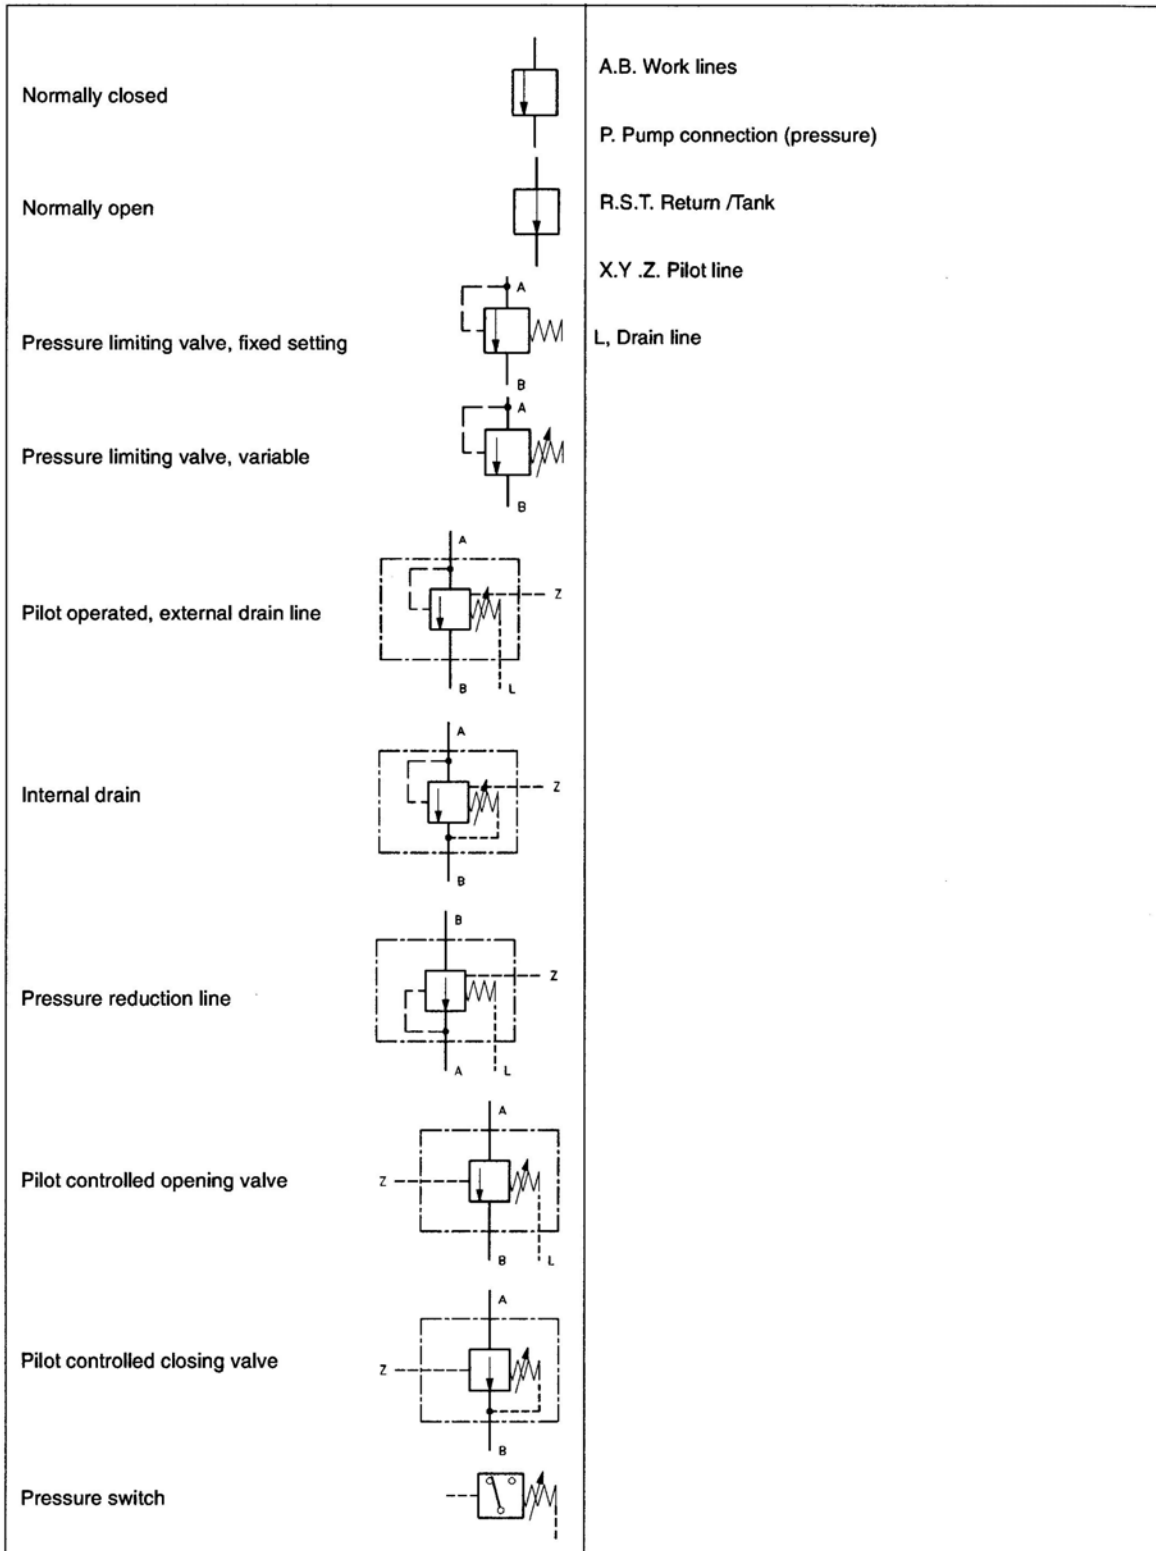 Normally closed
Normally open
A
Pressure limiting valve, fixed setting
B
A
Pressure limiting valve, variable
B
A
Z
Pilot operated, external drain line
B L
A
Z
Internal drain
B
B
Z
Pressure reduction line
A L
A
Pilot controlled opening valve
Z
B L
A
Pilot controlled closing valve
Z
B
Pressure switch
A.B. Work lines
P. Pump connection (pressure)
R.S.T. Return /Tank
X.Y .Z. Pilot line
L, Drain line